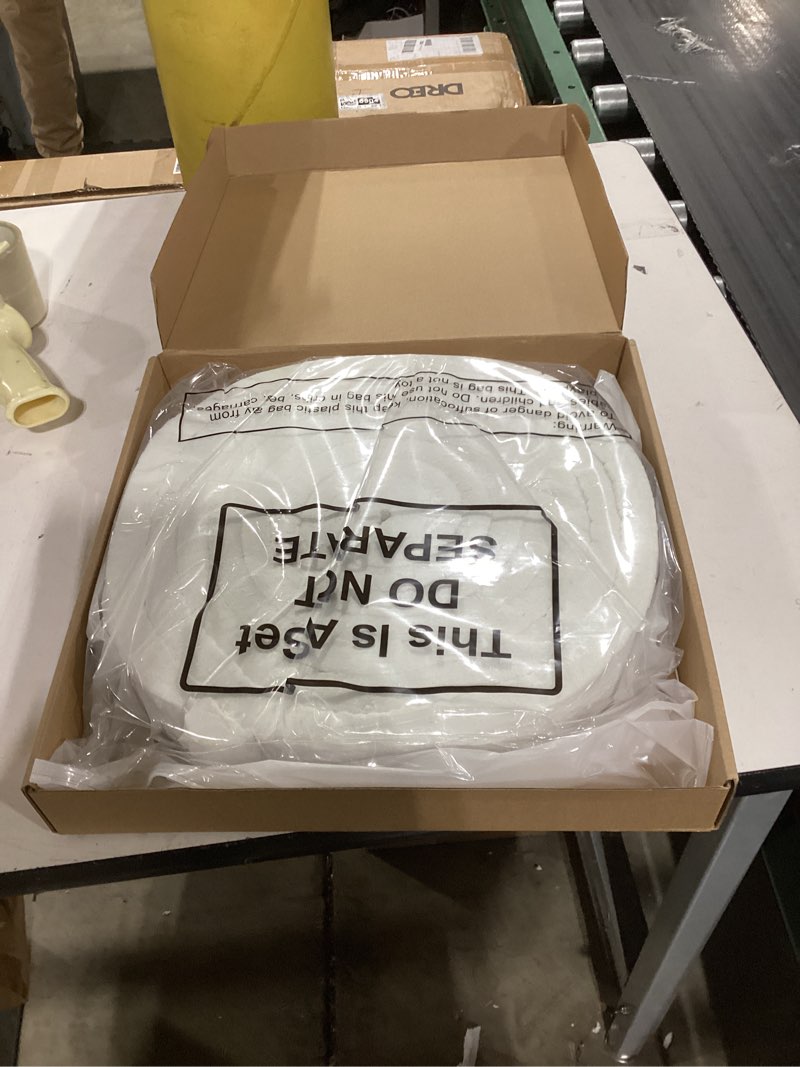 DREO
Warning:
To avoid danger of suffocation, keep this plastic bag away from
babies and children. Do not use this bag in cribs, beds, carriages
This bag is not a toy.
This Is A Set
DO NOT
SEPARATE